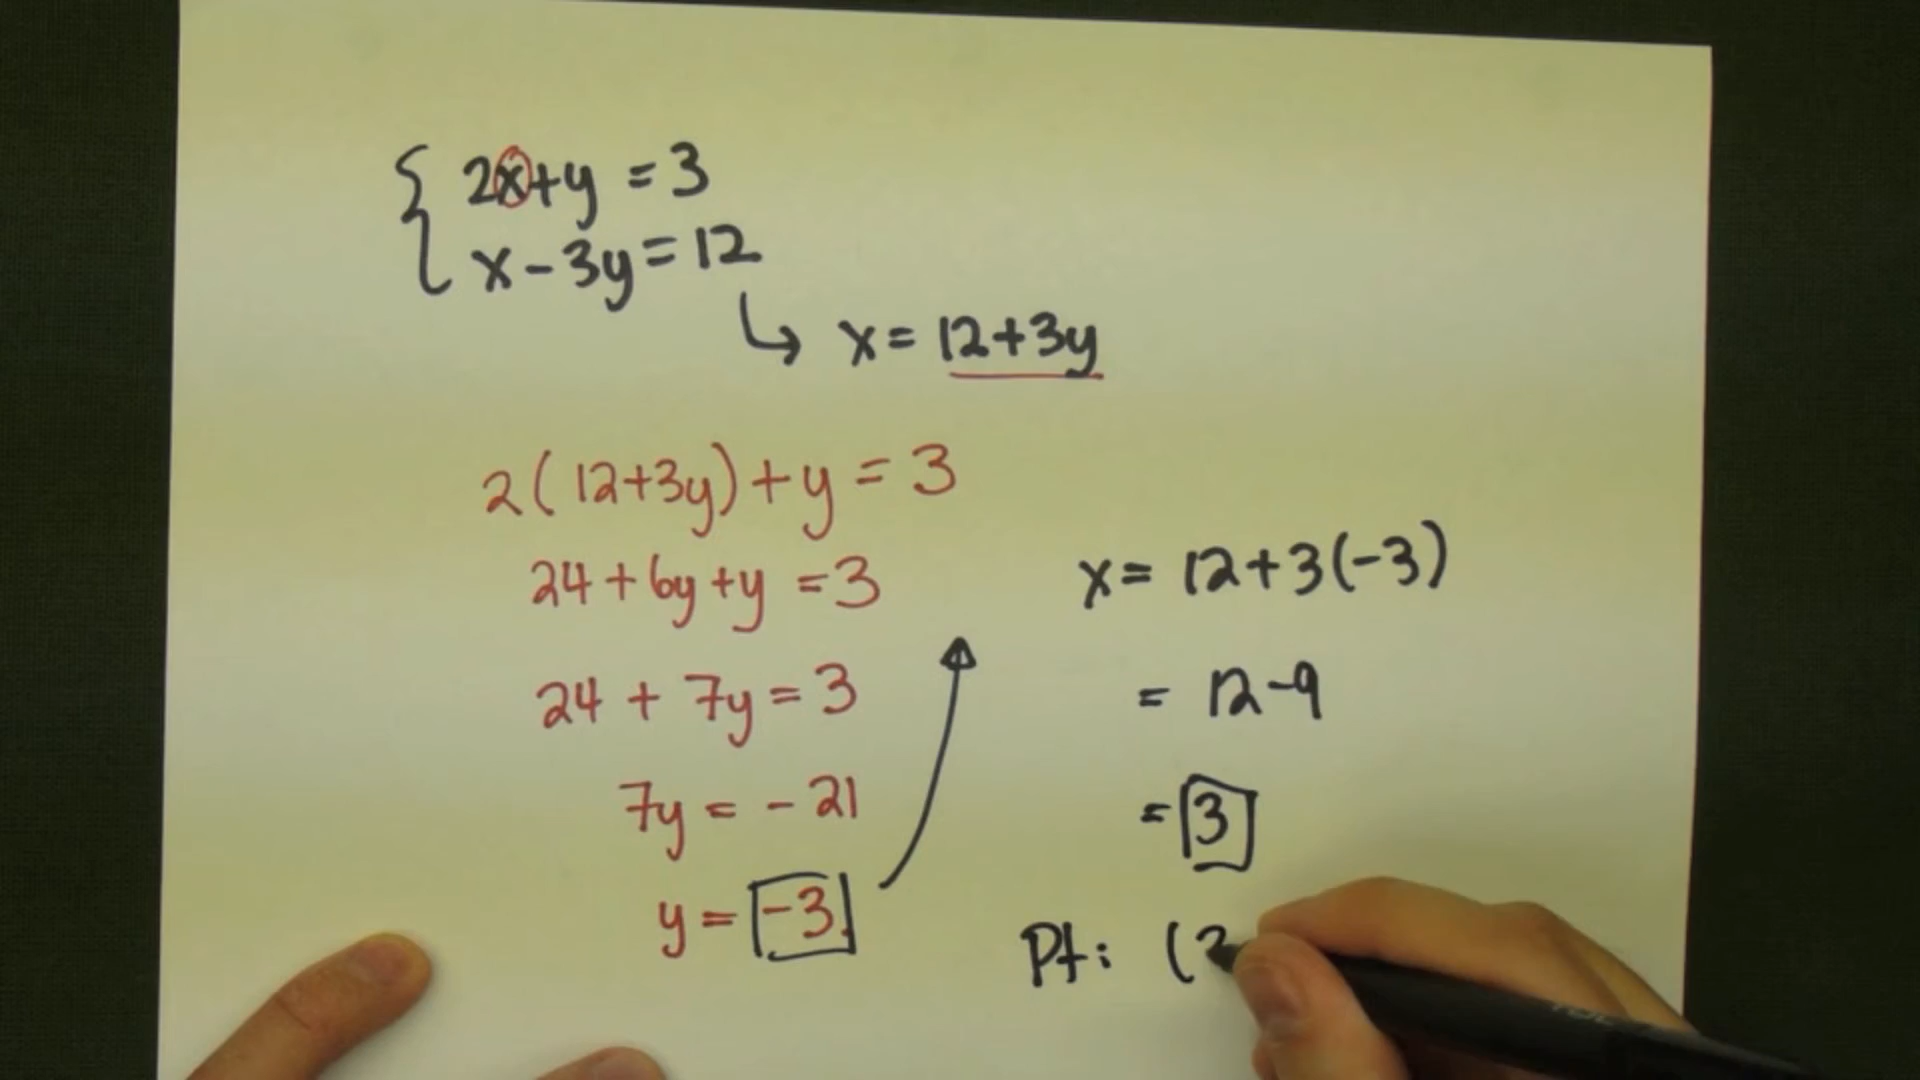 2x+y = 3
x-3y=12
x= 12+3y
2(12+3y)+y = 3
24+6y+y =3
24 + 7y=3
7y = -21
y = -3
x= 12+3(-3)
= 12-9
= 3
Pt: (3